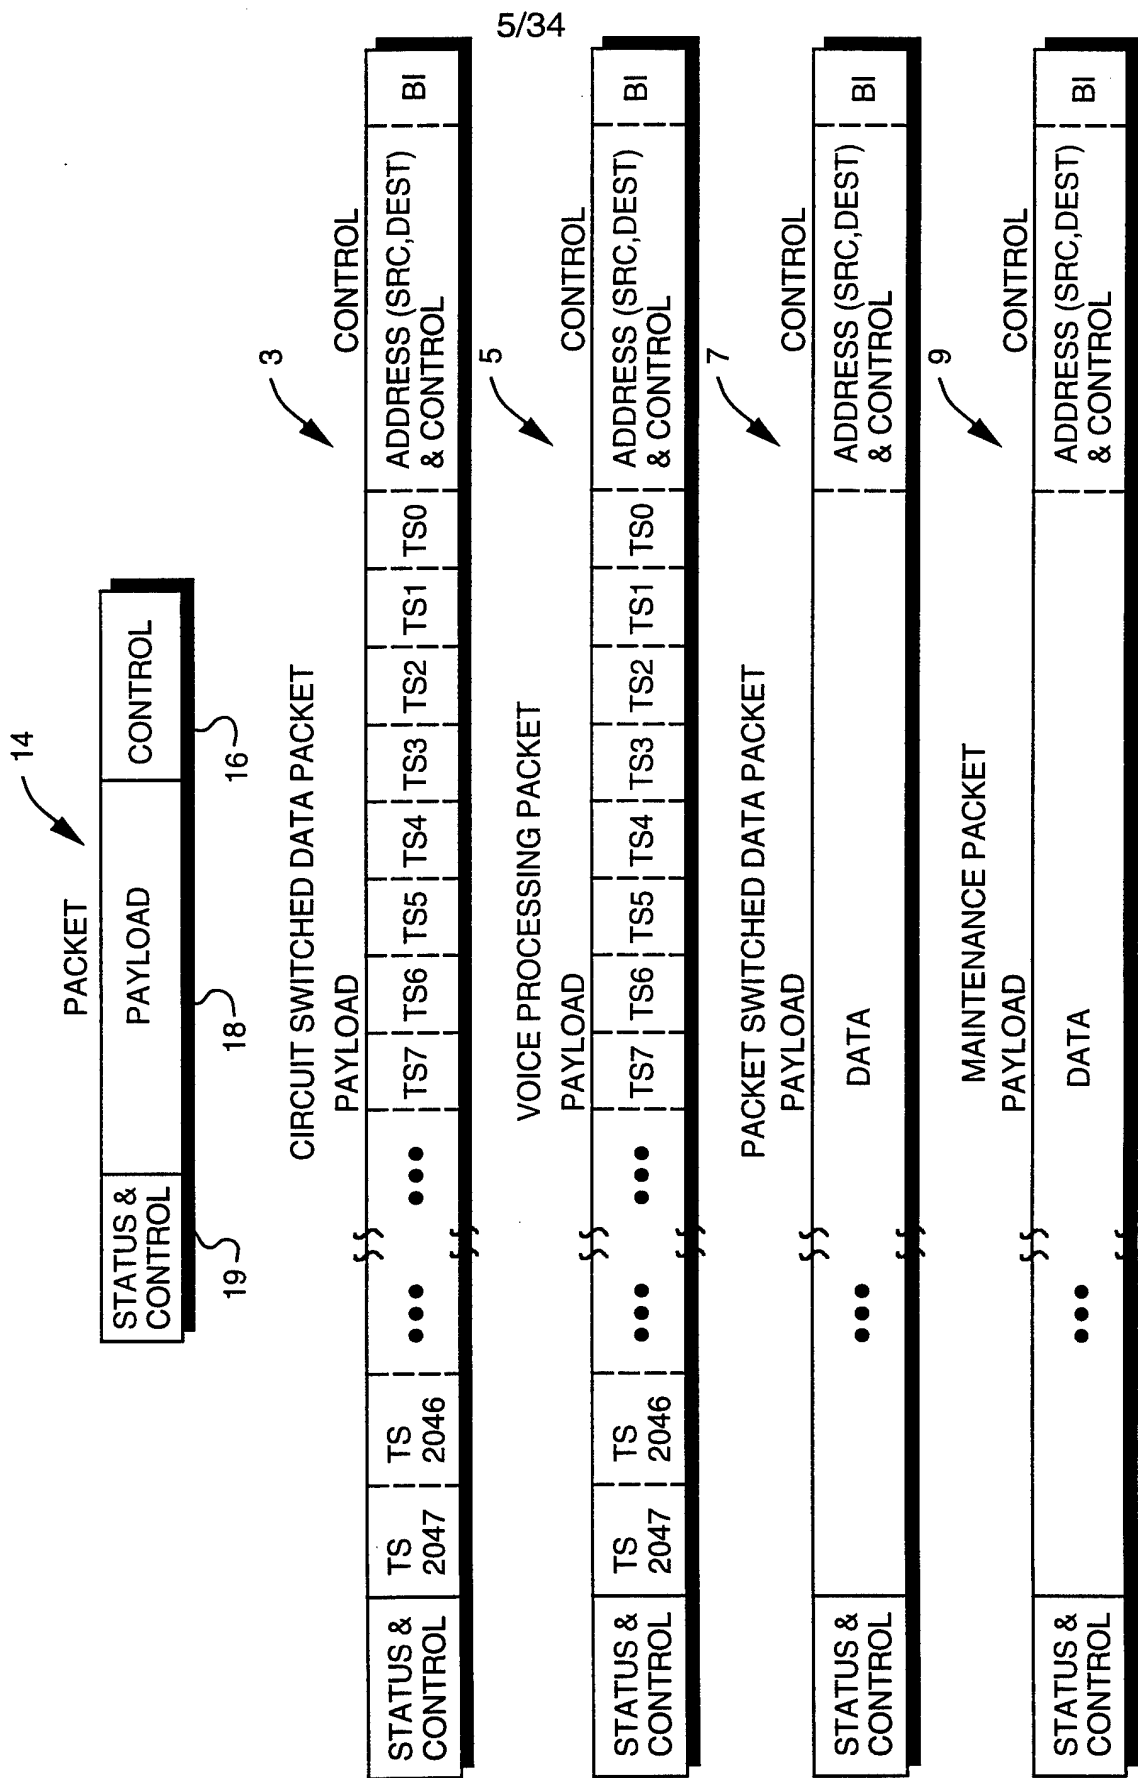 5/34
PACKET
14
STATUS &
CONTROL
PAYLOAD
CONTROL
19
18
16
CIRCUIT SWITCHED DATA PACKET
3
PAYLOAD
CONTROL
STATUS &
CONTROL
TS
2047
TS
2046
•••
•••
TS7
TS6
TS5
TS4
TS3
TS2
TS1
TS0
ADDRESS (SRC,DEST)
& CONTROL
BI
VOICE PROCESSING PACKET
5
PAYLOAD
CONTROL
STATUS &
CONTROL
TS
2047
TS
2046
•••
•••
TS7
TS6
TS5
TS4
TS3
TS2
TS1
TS0
ADDRESS (SRC,DEST)
& CONTROL
BI
PACKET SWITCHED DATA PACKET
7
PAYLOAD
CONTROL
STATUS &
CONTROL
•••
DATA
ADDRESS (SRC,DEST)
& CONTROL
BI
MAINTENANCE PACKET
9
PAYLOAD
CONTROL
STATUS &
CONTROL
•••
DATA
ADDRESS (SRC,DEST)
& CONTROL
BI